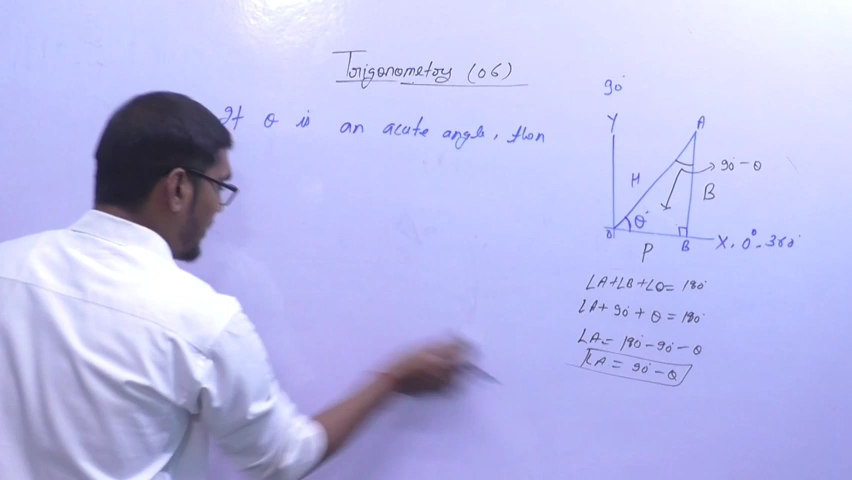 Trigonometry (06)
If θ is an acute angle, then
90°
Y
A
H
90° - θ
B
θ°
O
P
B
X, 0°-360°
∠A+∠B+∠O = 180°
∠A + 90° + θ = 180°
∠A = 180° - 90° - θ
∠A = 90° - θ